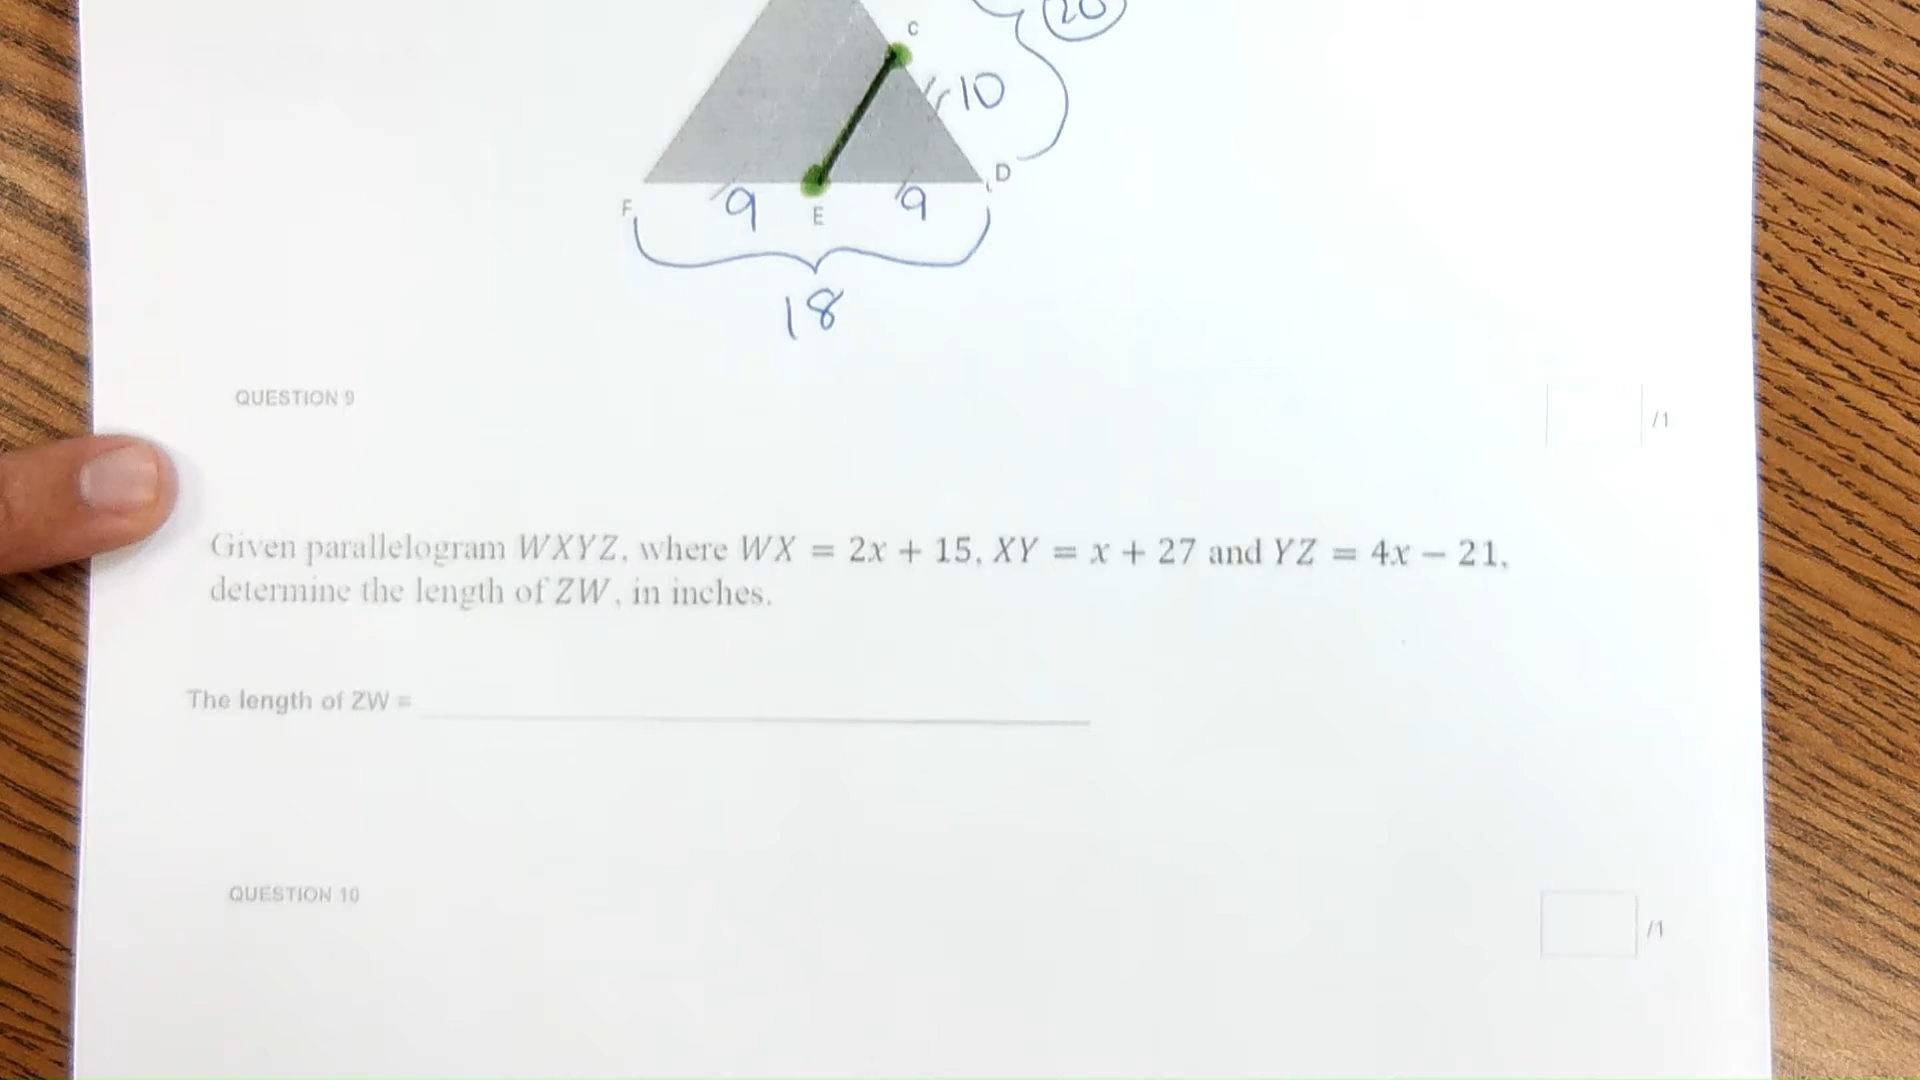 20
C
10
D
F
9
E
9
18
QUESTION 9
/1
Given parallelogram WXYZ, where WX = 2x + 15, XY = x + 27 and YZ = 4x − 21,
determine the length of ZW, in inches.
The length of ZW =
QUESTION 10
/1